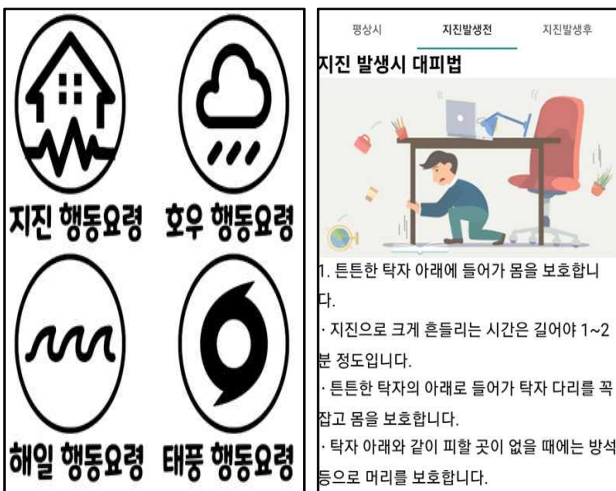 지진 행동요령 호우 행동요령
해일 행동요령 태풍 행동요령
평상시 지진발생전 지진발생후
지진 발생시 대피법
1. 튼튼한 탁자 아래에 들어가 몸을 보호합니
다.
· 지진으로 크게 흔들리는 시간은 길어야 1~2
분 정도입니다.
· 튼튼한 탁자의 아래로 들어가 탁자 다리를 꼭
잡고 몸을 보호합니다.
· 탁자 아래와 같이 피할 곳이 없을 때에는 방석
등으로 머리를 보호합니다.